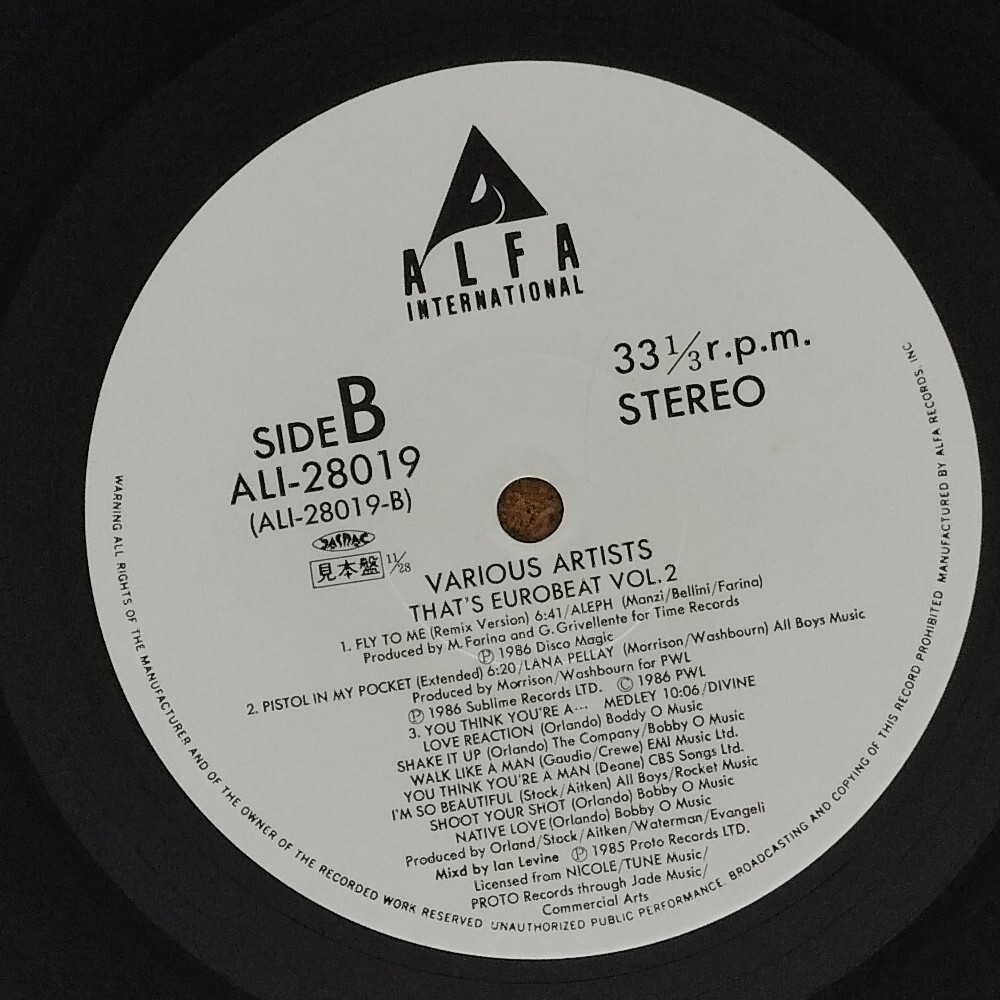 ALFA
INTERNATIONAL
33 1/3 r.p.m.
STEREO
SIDE B
ALI-28019
(ALI-28019-B)
JASRAC
見本盤 11/28
VARIOUS ARTISTS
THAT'S EUROBEAT VOL. 2
1. FLY TO ME (Remix Version) 6:41/ALEPH (Manzi/Bellini/Farina)
Produced by M. Farina and G. Grivellente for Time Records
Ⓟ 1986 Disco Magic
2. PISTOL IN MY POCKET (Extended) 6:20/LANA PELLAY (Morrison/Washbourn) All Boys Music
Produced by Morrison/Washbourn for PWL
Ⓟ 1986 Sublime Records LTD. Ⓒ 1986 PWL
3. YOU THINK YOU'RE A··· MEDLEY 10:06/DIVINE
LOVE REACTION (Orlando) Boddy O Music
SHAKE IT UP (Orlando) The Company/Bobby O Music
WALK LIKE A MAN (Gaudio/Crewe) EMI Music Ltd.
YOU THINK YOU'RE A MAN (Deane) CBS Songs Ltd.
I'M SO BEAUTIFUL (Stock/Aitken) All Boys/Rocket Music
SHOOT YOUR SHOT (Orlando) Bobby O Music
NATIVE LOVE (Orlando) Bobby O Music
Produced by Orland/Stock/Aitken/Waterman/Evangeli
Mixd by Ian Levine Ⓟ 1985 Proto Records LTD.
Licensed from NICOLE/TUNE Music/
PROTO Records through Jade Music/
Commercial Arts
WARNING ALL RIGHTS OF THE MANUFACTURER AND OF THE OWNER OF THE RECORDED WORK RESERVED UNAUTHORIZED PUBLIC PERFORMANCE. BROADCASTING AND COPYING OF THIS RECORD PROHIBITED MANUFACTURED BY ALFA RECORDS, INC